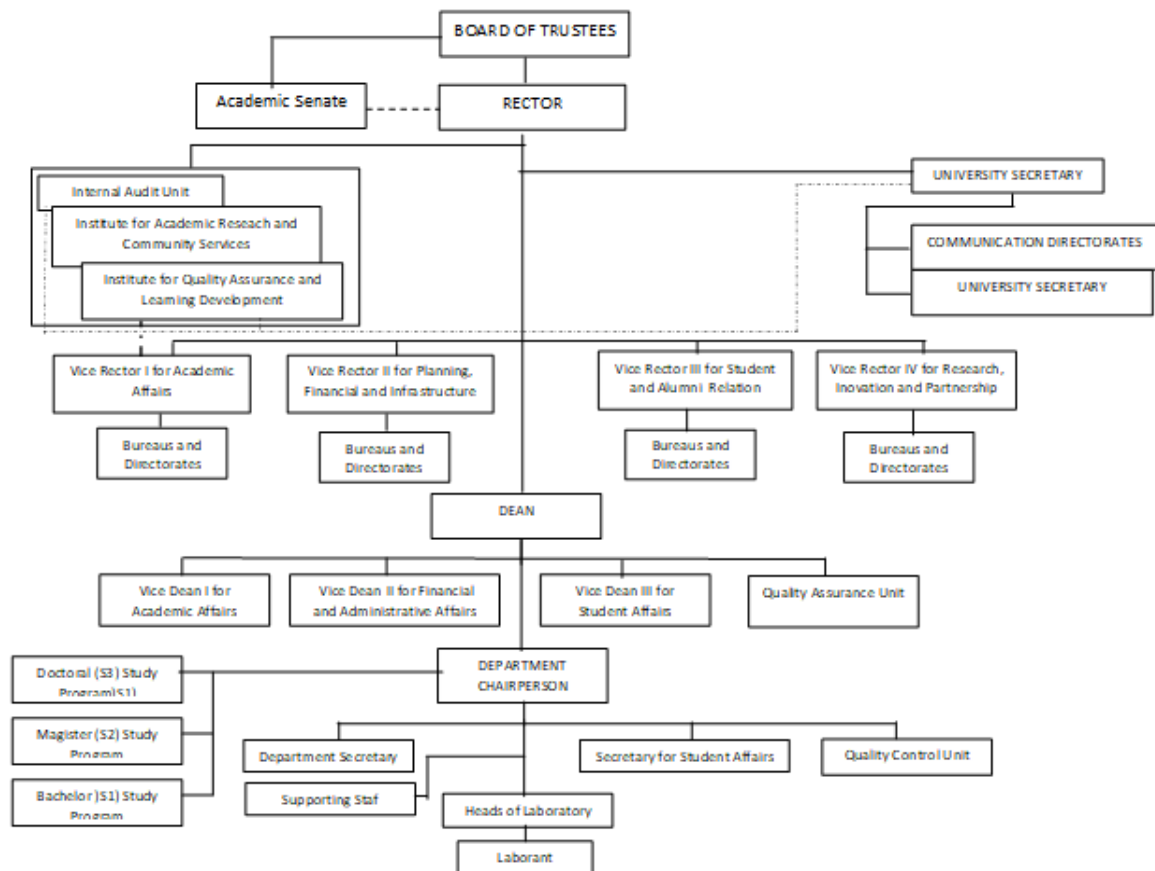 BOARD OF TRUSTEES
Academic Senate
RECTOR
Internal Audit Unit
Institute for Academic Reseach and
Community Services
Institute for Quality Assurance and
Learning Development
UNIVERSITY SECRETARY
COMMUNICATION DIRECTORATES
UNIVERSITY SECRETARY
Vice Rector I for Academic
Affairs
Vice Rector II for Planning,
Financial and Infrastructure
Vice Rector III for Student
and Alumni Relation
Vice Rector IV for Research,
Inovation and Partnership
Bureaus and
Directorates
Bureaus and
Directorates
Bureaus and
Directorates
Bureaus and
Directorates
DEAN
Vice Dean I for
Academic Affairs
Vice Dean II for Financial
and Administrative Affairs
Vice Dean III for
Student Affairs
Quality Assurance Unit
DEPARTMENT
CHAIRPERSON
Doctoral (S3) Study
Program)S1)
Magister (S2) Study
Program
Bachelor )S1) Study
Program
Department Secretary
Secretary for Student Affairs
Quality Control Unit
Supporting Staf
Heads of Laboratory
Laborant